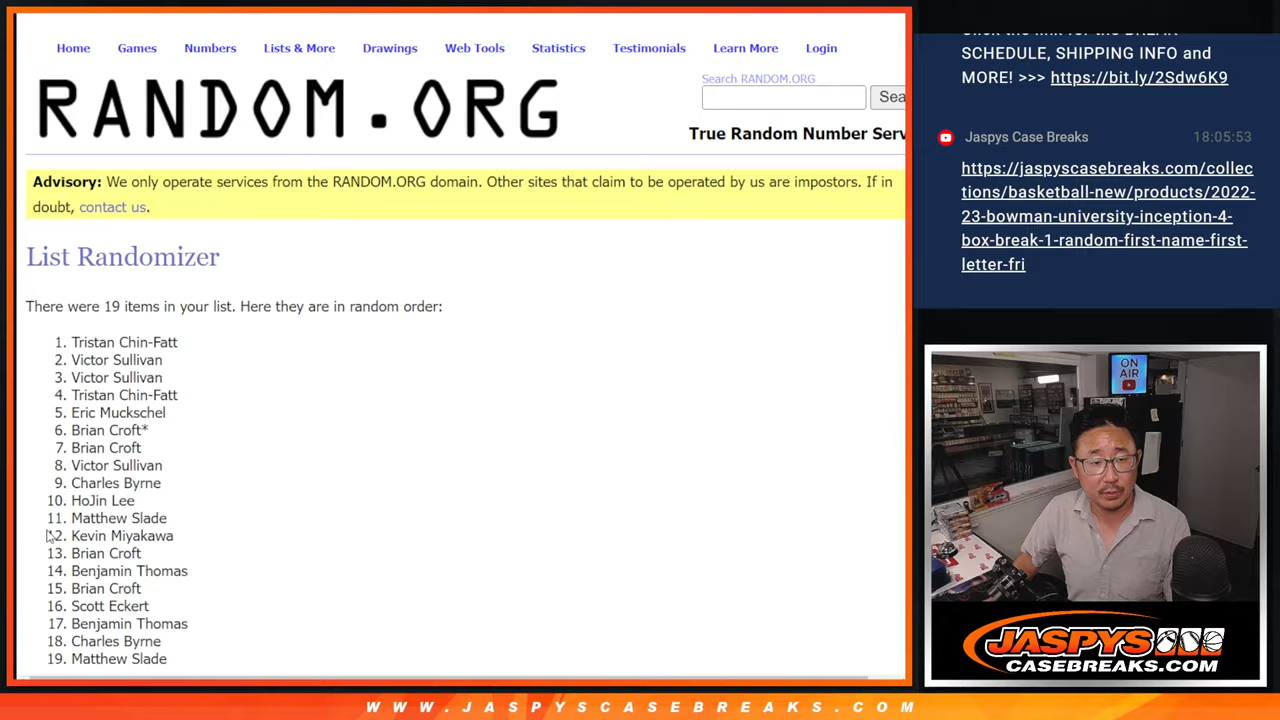 Home Games Numbers Lists & More Drawings Web Tools Statistics Testimonials Learn More Login
RANDOM.ORG
Search RANDOM.ORG
Sea
True Random Number Serv
Advisory: We only operate services from the RANDOM.ORG domain. Other sites that claim to be operated by us are impostors. If in
doubt, contact us.
List Randomizer
There were 19 items in your list. Here they are in random order:
1. Tristan Chin-Fatt
2. Victor Sullivan
3. Victor Sullivan
4. Tristan Chin-Fatt
5. Eric Muckschel
6. Brian Croft*
7. Brian Croft
8. Victor Sullivan
9. Charles Byrne
10. HoJin Lee
11. Matthew Slade
12. Kevin Miyakawa
13. Brian Croft
14. Benjamin Thomas
15. Brian Croft
16. Scott Eckert
17. Benjamin Thomas
18. Charles Byrne
19. Matthew Slade
SCHEDULE, SHIPPING INFO and
MORE! >>> https://bit.ly/2Sdw6K9
Jaspys Case Breaks 18:05:53
https://jaspyscasebreaks.com/collec
tions/basketball-new/products/2022-
23-bowman-university-inception-4-
box-break-1-random-first-name-first-
letter-fri
ON
AIR
JASPYS
CASEBREAKS.COM
WWW.JASPYSCASEBREAKS.COM